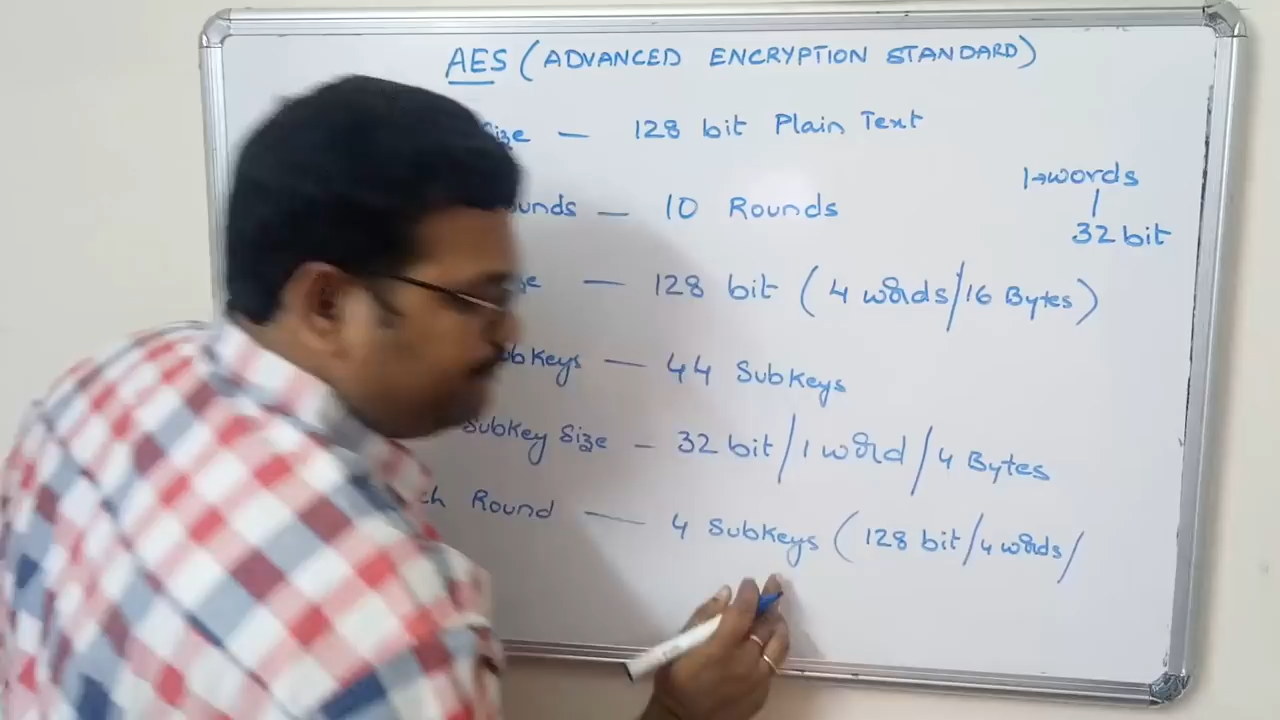 AES (ADVANCED ENCRYPTION STANDARD)
Size — 128 bit Plain Text
1→words
32 bit
ounds — 10 Rounds
ze — 128 bit (4 words/16 Bytes)
ubkeys — 44 Subkeys
Subkey Size - 32 bit/1 word/4 Bytes
ch Round — 4 Subkeys (128 bit/4 words/